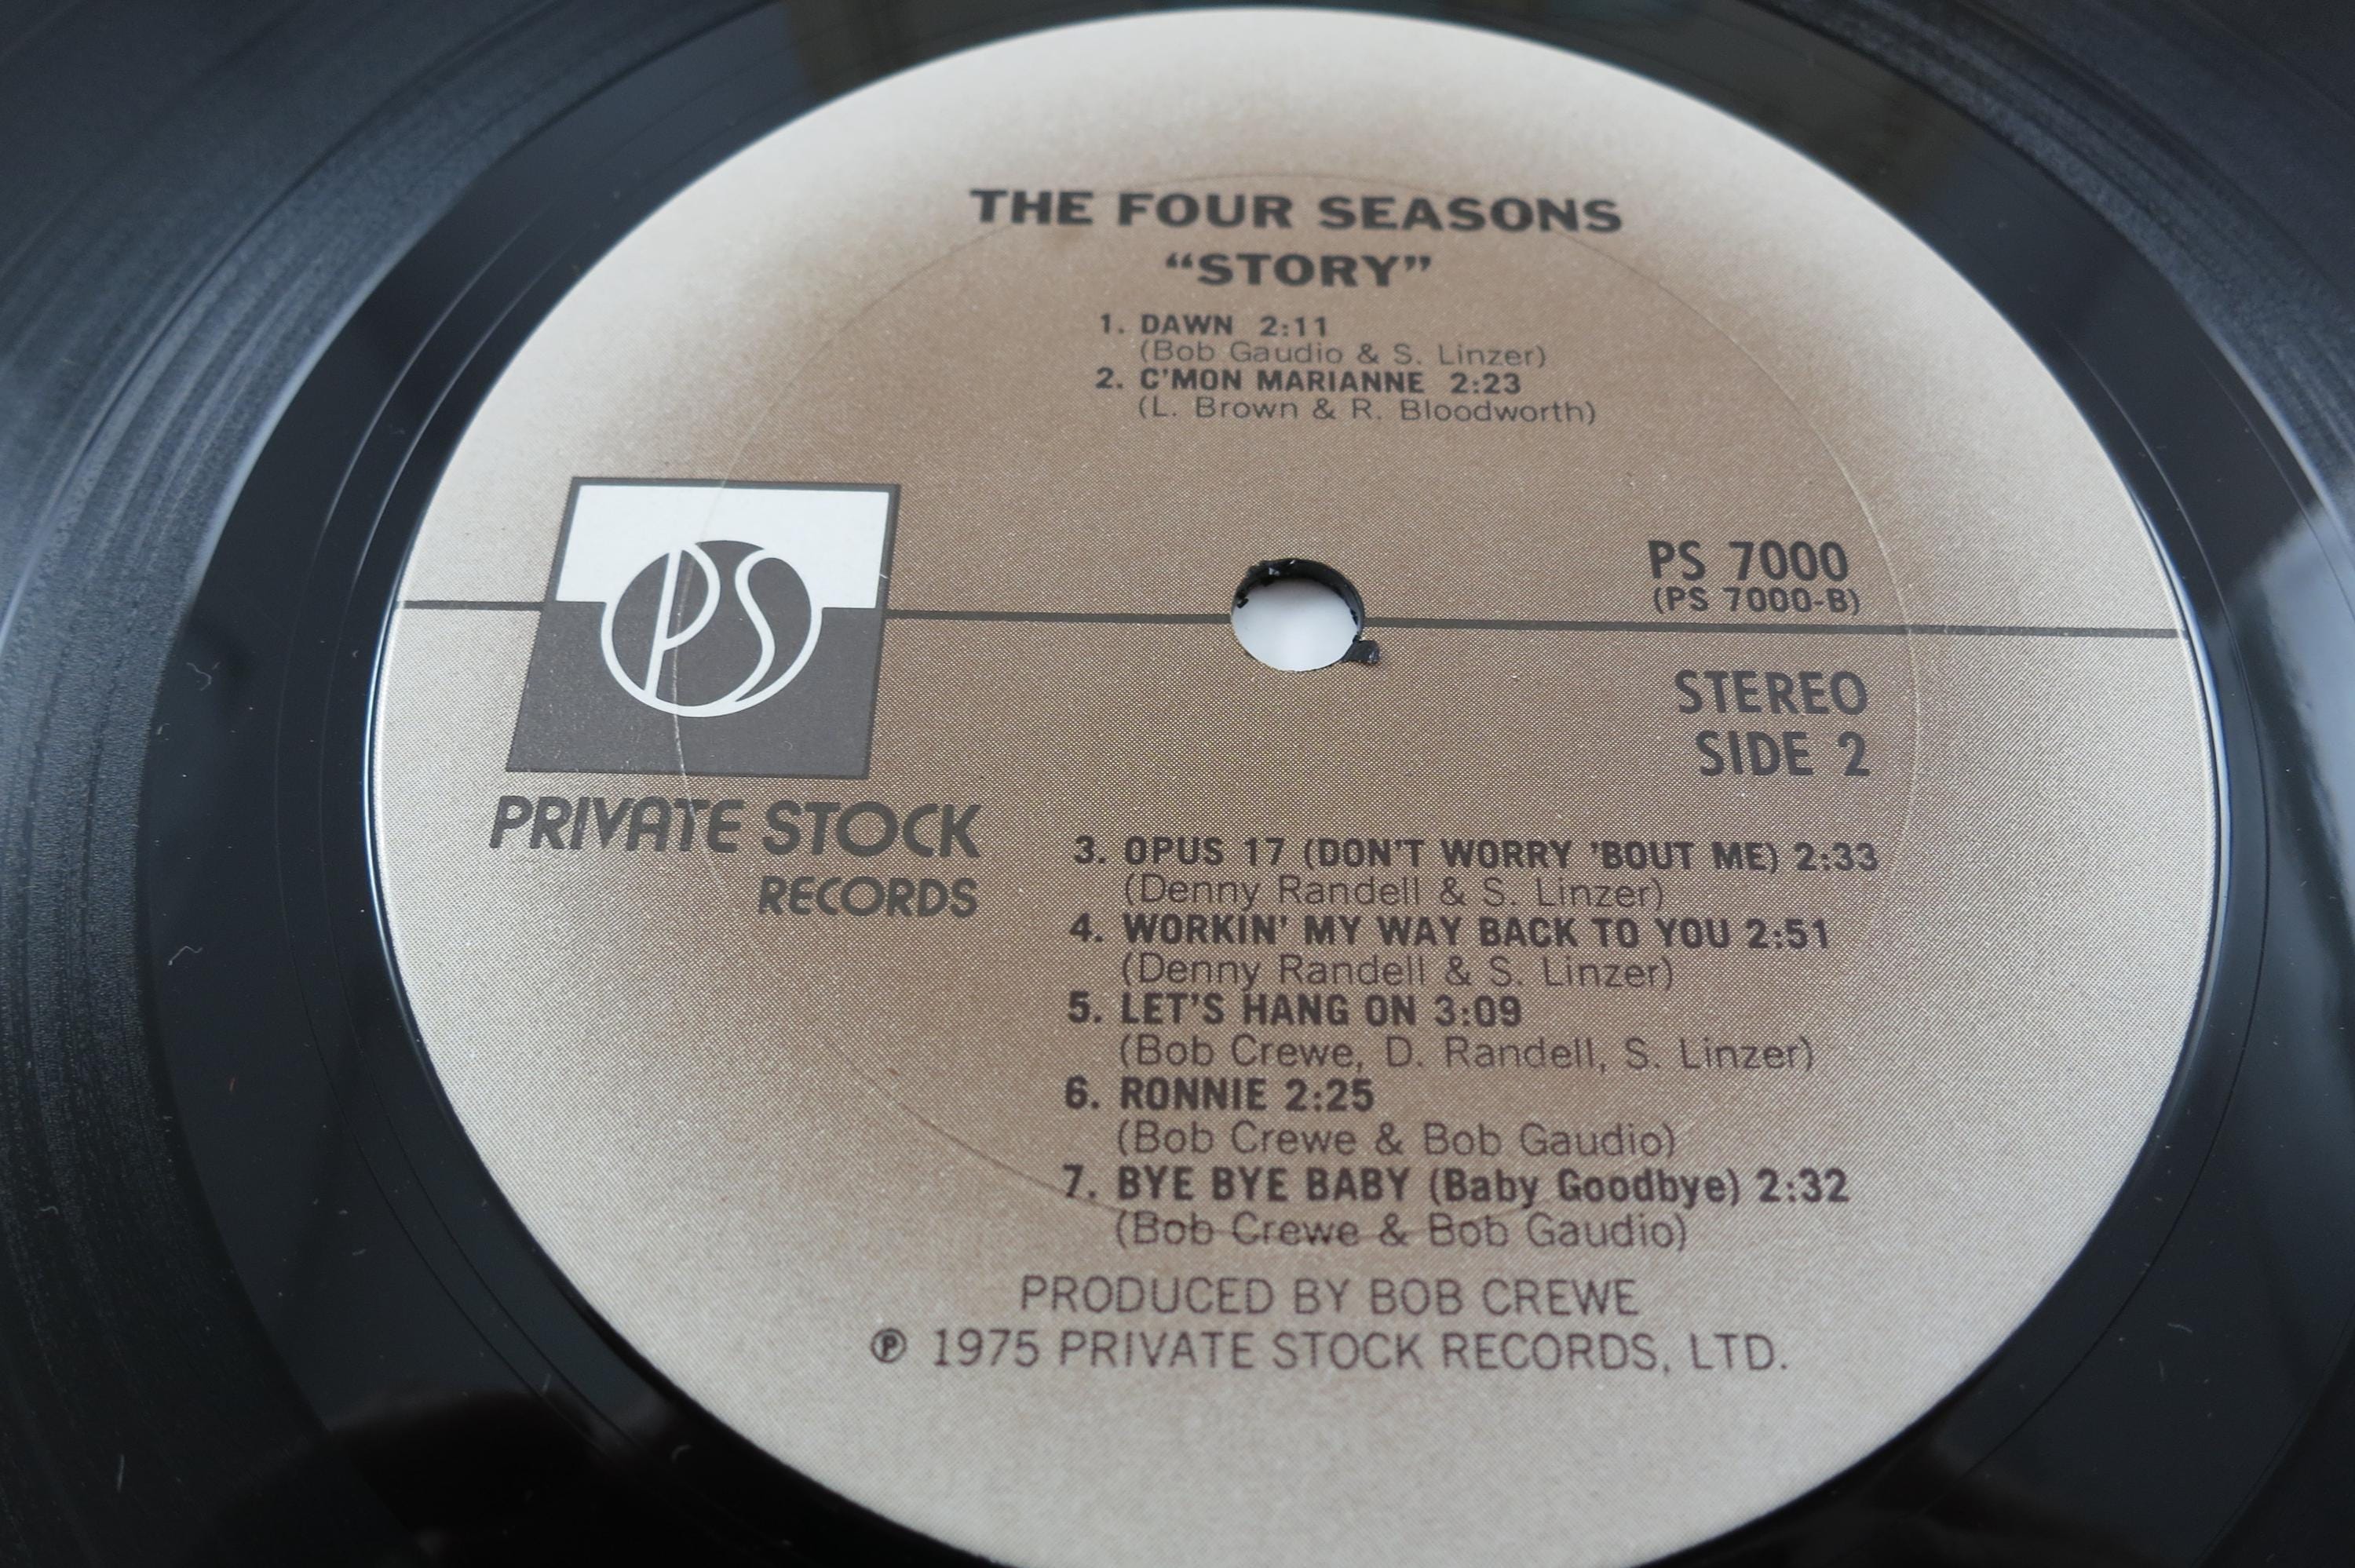 THE FOUR SEASONS
“STORY”
1. DAWN 2:11
(Bob Gaudio & S. Linzer)
2. C'MON MARIANNE 2:23
(L. Brown & R. Bloodworth)
PS
PRIVATE STOCK
RECORDS
PS 7000
(PS 7000-B)
STEREO
SIDE 2
3. OPUS 17 (DON'T WORRY 'BOUT ME) 2:33
(Denny Randell & S. Linzer)
4. WORKIN' MY WAY BACK TO YOU 2:51
(Denny Randell & S. Linzer)
5. LET'S HANG ON 3:09
(Bob Crewe, D. Randell, S. Linzer)
6. RONNIE 2:25
(Bob Crewe & Bob Gaudio)
7. BYE BYE BABY (Baby Goodbye) 2:32
(Bob Crewe & Bob Gaudio)
PRODUCED BY BOB CREWE
℗ 1975 PRIVATE STOCK RECORDS, LTD.